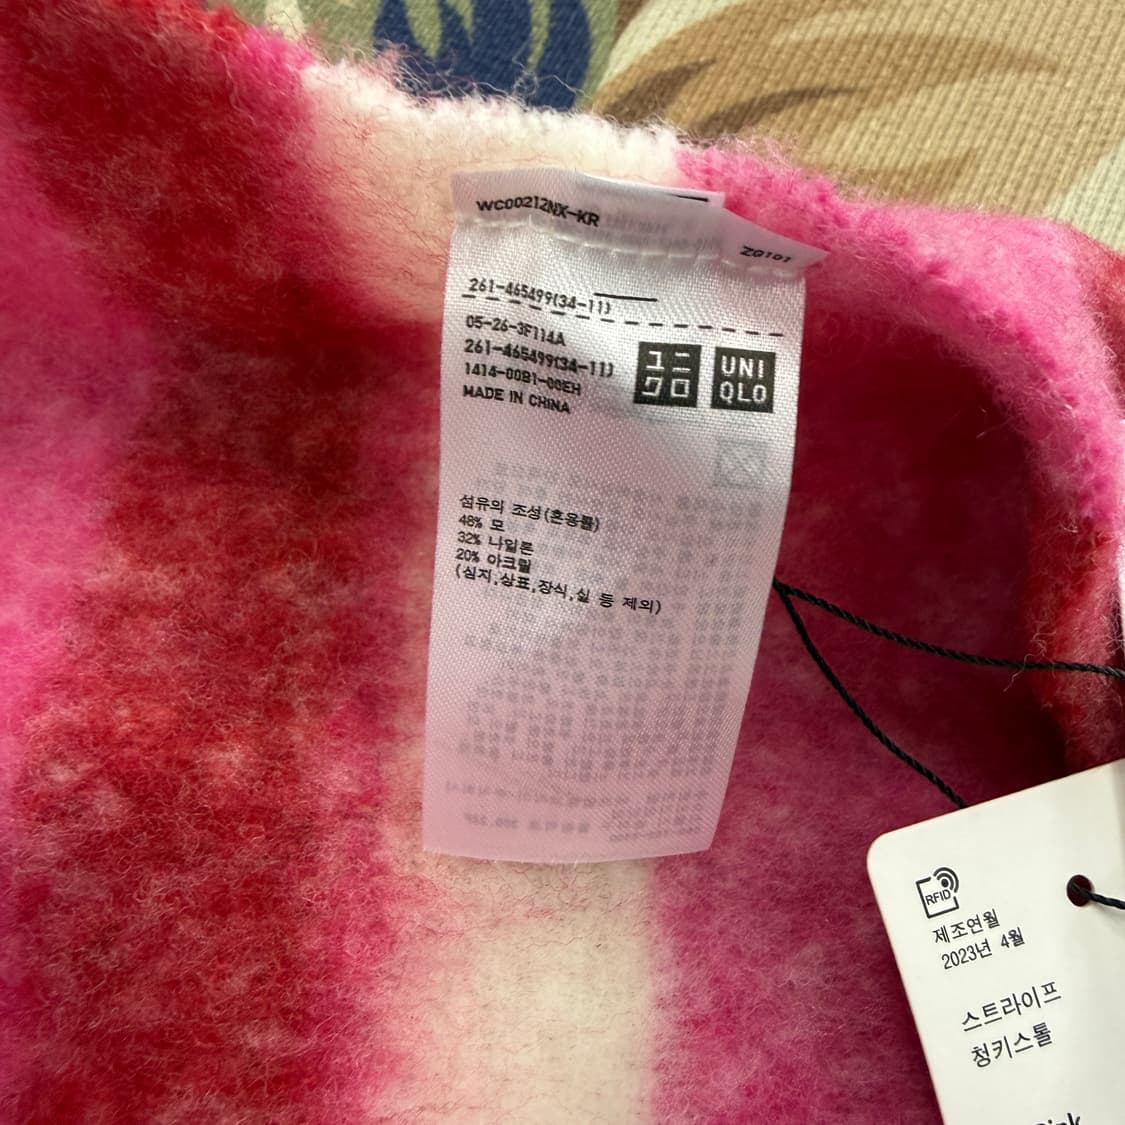 WC00212NX-KR
Z0101
261-465499(34-11)
05-26-3F114A
261-465499(34-11)
1414-00B1-00EH
MADE IN CHINA
ユニ
クロ
UNI
QLO
섬유의 조성(혼용률)
48% 모
32% 나일론
20% 아크릴
(심지,상표,장식,실 등 제외)
RFID
제조연월
2023년 4월
스트라이프
청키스톨
Pink